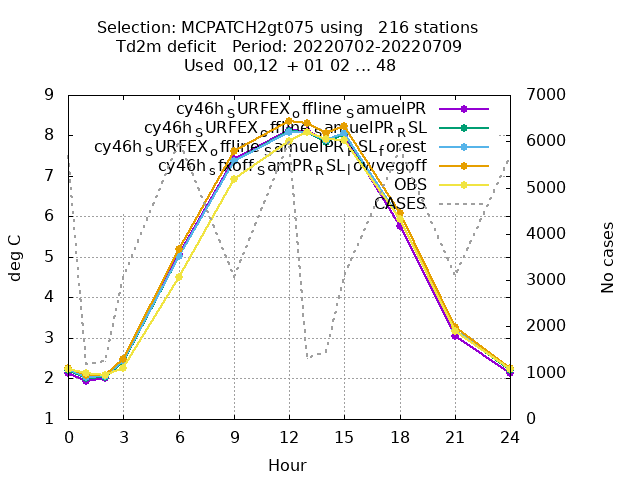 Selection: MCPATCH2gt075 using   216 stations
Td2m deficit   Period: 20220702-20220709
Used  00,12  + 01 02 ... 48
9
8
7
6
5
4
3
2
1
deg C
7000
6000
5000
4000
3000
2000
1000
0
No cases
cy46h_SURFEX_offline_samuelPR
cy46h_SURFEX_offline_samuelPR_RSL
cy46h_SURFEX_offline_samuelPR_RSL_forest
cy46h_sfxoff_SamPR_RSL_lowvegoff
OBS
CASES
0 3 6 9 12 15 18 21 24
Hour